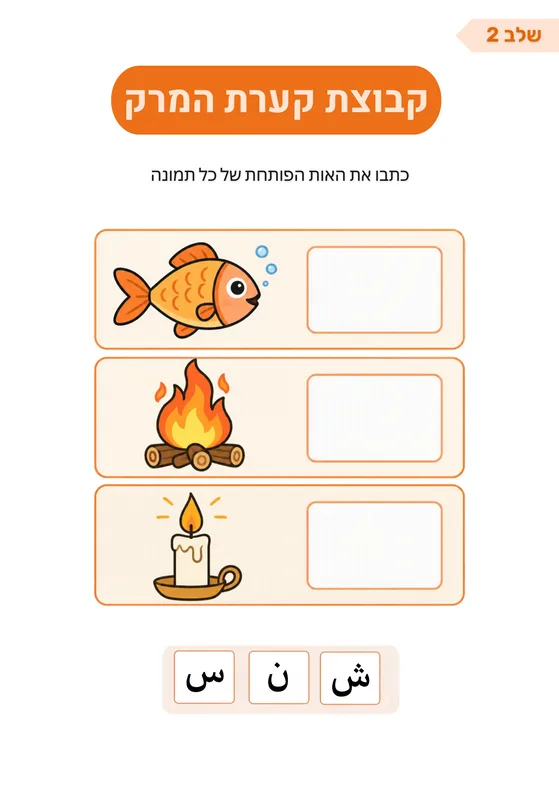 שלב 2
קבוצת קערת המרק
כתבו את האות הפותחת של כל תמונה
س ن ش